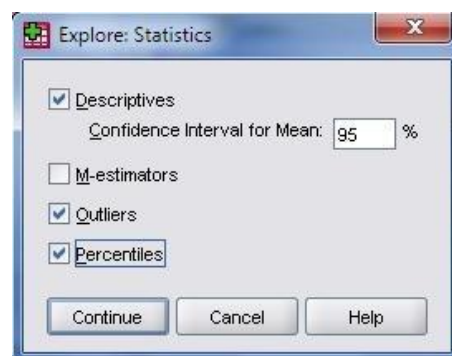 Explore: Statistics
Descriptives
Confidence Interval for Mean: 95 %
M-estimators
Outliers
Percentiles
Continue Cancel Help